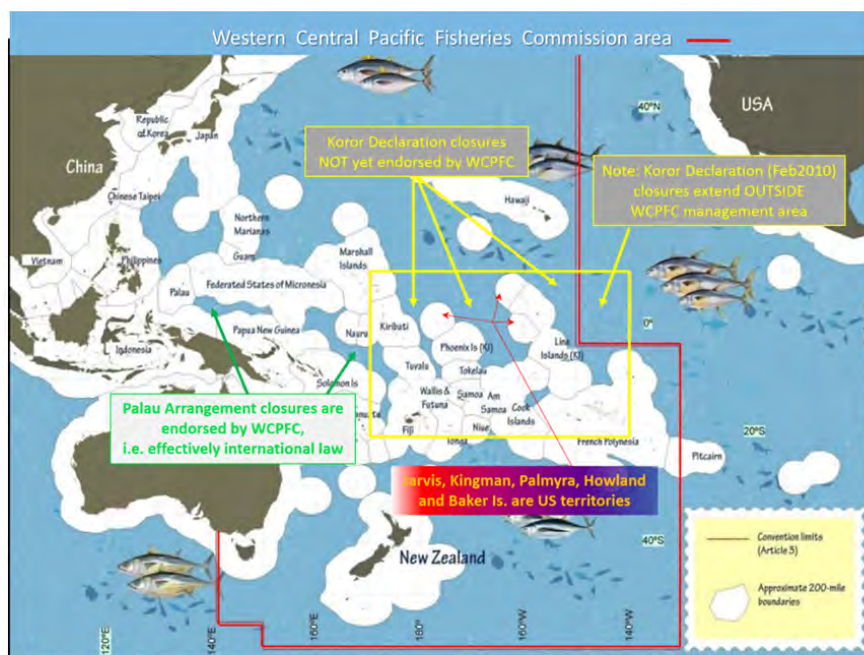 Western Central Pacific Fisheries Commission area
USA
40°N
Republic
of Korea
Japan
China
Koror Declaration closures
NOT yet endorsed by WCPFC
Note: Koror Declaration (Feb2010)
closures extend OUTSIDE
WCPFC management area
Chinese Taipei
Hawaii
Northern
Marianas
Guam
Vietnam
Philippines
Marshall
Islands
Palau
Federated States of Micronesia
0°
Papua New Guinea
Nauru
Kiribati
Indonesia
Phoenix Is (KI)
Line
Islands (KI)
Tuvalu
Tokelau
Solomon Is
Wallis &
Futuna
Samoa
Am
Samoa
Cook
Islands
Palau Arrangement closures are
endorsed by WCPFC,
i.e. effectively international law
Fiji
Tonga
Niue
French Polynesia
20°S
Pitcairn
Jarvis, Kingman, Palmyra, Howland
and Baker Is. are US territories
40°S
New Zealand
Convention limits
(Article 3)
Approximate 200-mile
boundaries
120°E
140°E
160°E
180°
160°W
140°W